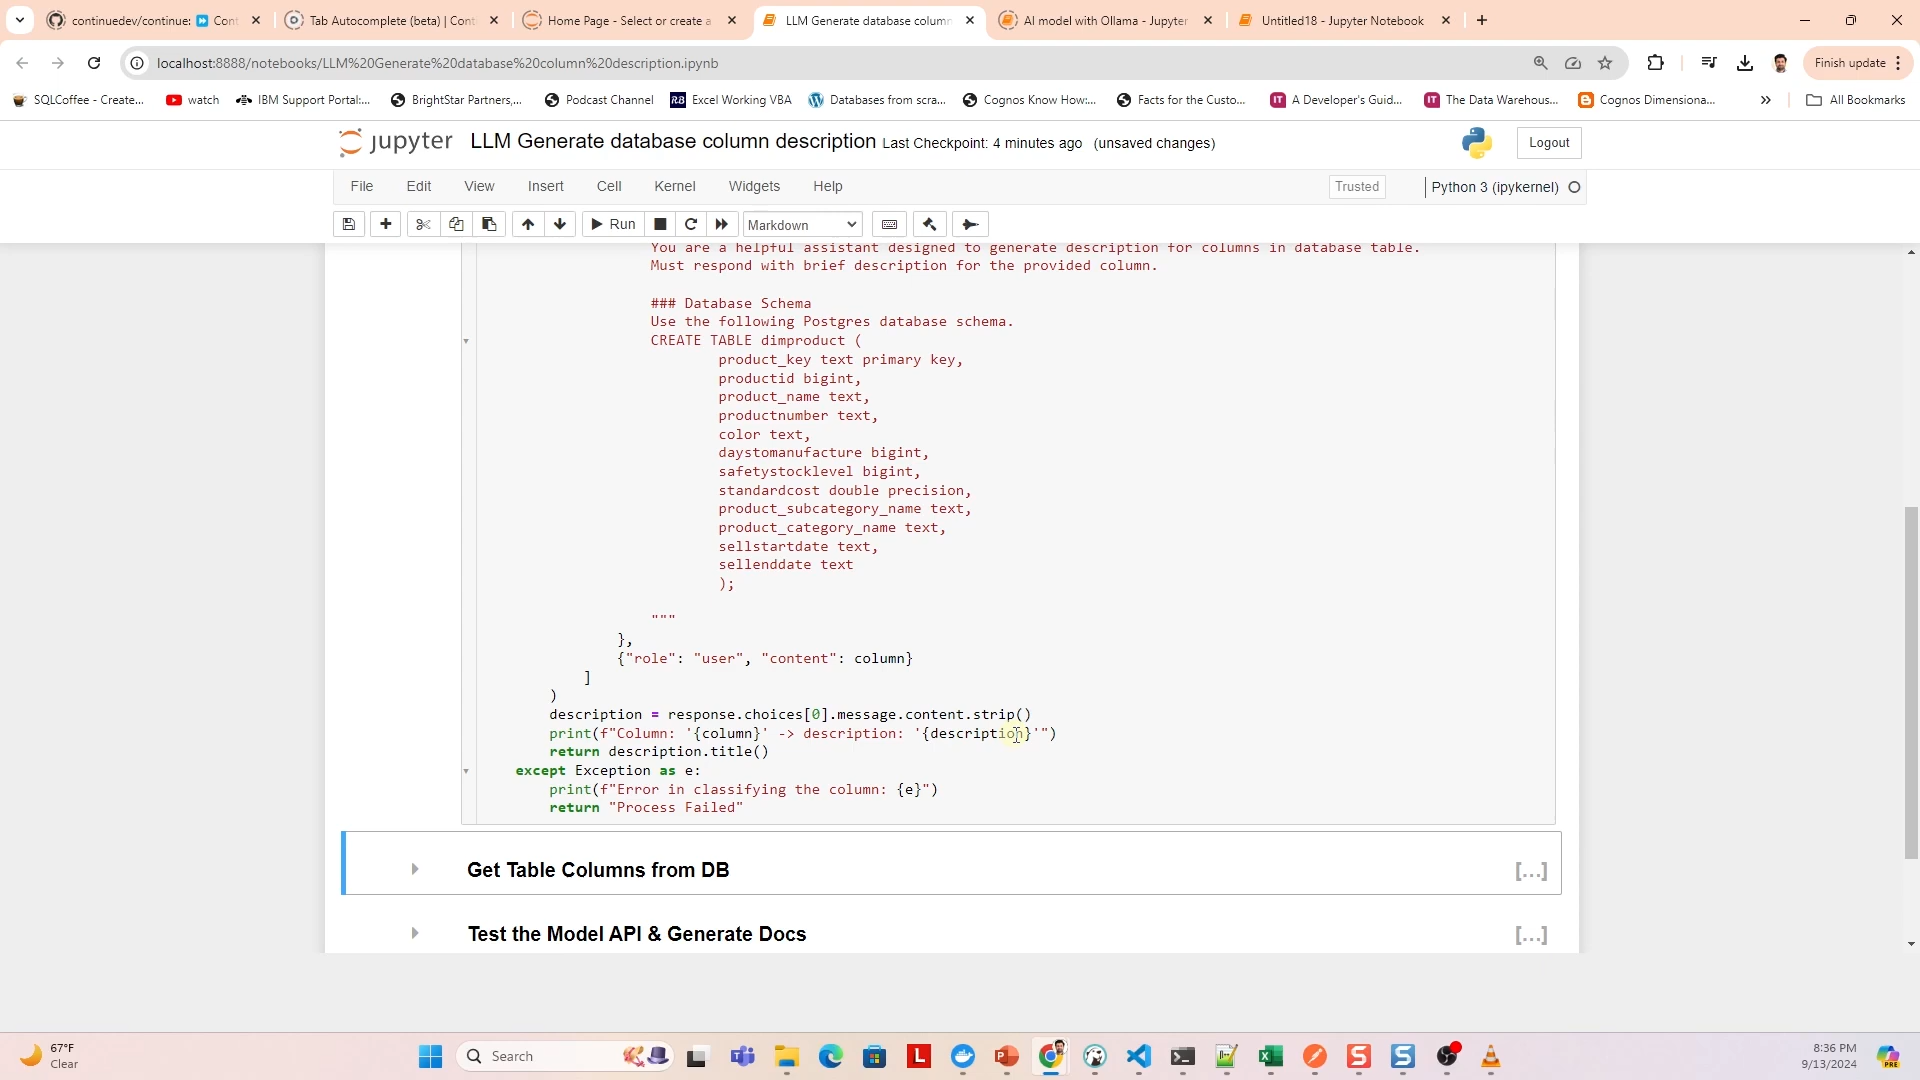 continuedev/continue: ⏩ Cont
Tab Autocomplete (beta) | Conti
Home Page - Select or create a
LLM Generate database column
AI model with Ollama - Jupyter
Untitled18 - Jupyter Notebook
localhost:8888/notebooks/LLM%20Generate%20database%20column%20description.ipynb
Finish update
SQLCoffee - Create...
watch
IBM Support Portal:...
BrightStar Partners,...
Podcast Channel
Excel Working VBA
Databases from scra...
Cognos Know How:...
Facts for the Custo...
A Developer's Guid...
The Data Warehous...
Cognos Dimensiona...
»
All Bookmarks
jupyter LLM Generate database column description Last Checkpoint: 4 minutes ago (unsaved changes)
Logout
File Edit View Insert Cell Kernel Widgets Help
Trusted
Python 3 (ipykernel)
Run
Markdown
You are a helpful assistant designed to generate description for columns in database table.
Must respond with brief description for the provided column.
### Database Schema
Use the following Postgres database schema.
CREATE TABLE dimproduct (
product_key text primary key,
productid bigint,
product_name text,
productnumber text,
color text,
daystomanufacture bigint,
safetystocklevel bigint,
standardcost double precision,
product_subcategory_name text,
product_category_name text,
sellstartdate text,
sellenddate text
);
"""
},
{"role": "user", "content": column}
]
)
description = response.choices[0].message.content.strip()
print(f"Column: '{column}' -> description: '{description}'")
return description.title()
except Exception as e:
print(f"Error in classifying the column: {e}")
return "Process Failed"
Get Table Columns from DB
[...]
Test the Model API & Generate Docs
[...]
67°F
Clear
Search
8:36 PM
9/13/2024
PRE